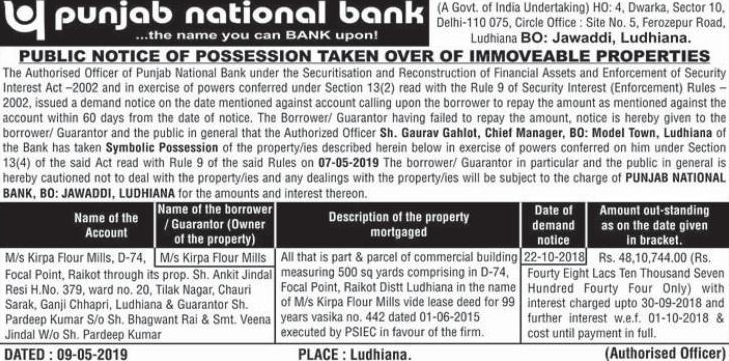 punjab national bank
...the name you can BANK upon!
(A Govt. of India Undertaking) HO: 4, Dwarka, Sector 10,
Delhi-110 075, Circle Office : Site No. 5, Ferozepur Road,
Ludhiana BO: Jawaddi, Ludhiana.
PUBLIC NOTICE OF POSSESSION TAKEN OVER OF IMMOVEABLE PROPERTIES
The Authorised Officer of Punjab National Bank under the Securitisation and Reconstruction of Financial Assets and Enforcement of Security
Interest Act –2002 and in exercise of powers conferred under Section 13(2) read with the Rule 9 of Security Interest (Enforcement) Rules –
2002, issued a demand notice on the date mentioned against account calling upon the borrower to repay the amount as mentioned against the
account within 60 days from the date of notice. The Borrower/ Guarantor having failed to repay the amount, notice is hereby given to the
borrower/ Guarantor and the public in general that the Authorized Officer Sh. Gaurav Gahlot, Chief Manager, BO: Model Town, Ludhiana of
the Bank has taken Symbolic Possession of the property/ies described herein below in exercise of powers conferred on him under Section
13(4) of the said Act read with Rule 9 of the said Rules on 07-05-2019 The borrower/ Guarantor in particular and the public in general is
hereby cautioned not to deal with the property/ies and any dealings with the property/ies will be subject to the charge of PUNJAB NATIONAL
BANK, BO: JAWADDI, LUDHIANA for the amounts and interest thereon.
Name of the
Account
Name of the borrower
/ Guarantor (Owner
of the property)
Description of the property
mortgaged
Date of
demand
notice
Amount out-standing
as on the date given
in bracket.
M/s Kirpa Flour Mills, D-74,
Focal Point, Raikot through its prop. Sh. Ankit Jindal
Resi H.No. 379, ward no. 20, Tilak Nagar, Chauri
Sarak, Ganji Chhapri, Ludhiana & Guarantor Sh.
Pardeep Kumar S/o Sh. Bhagwant Rai & Smt. Veena
Jindal W/o Sh. Pardeep Kumar
M/s Kirpa Flour Mills
All that is part & parcel of commercial building
measuring 500 sq yards comprising in D-74,
Focal Point, Raikot Distt Ludhiana in the name
of M/s Kirpa Flour Mills vide lease deed for 99
years vasika no. 442 dated 01-06-2015
executed by PSIEC in favour of the firm.
22-10-2018
Rs. 48,10,744.00 (Rs.
Fourty Eight Lacs Ten Thousand Seven
Hundred Fourty Four Only) with
interest charged upto 30-09-2018 and
further interest w.e.f. 01-10-2018 &
cost until payment in full.
DATED : 09-05-2019
PLACE : Ludhiana.
(Authorised Officer)